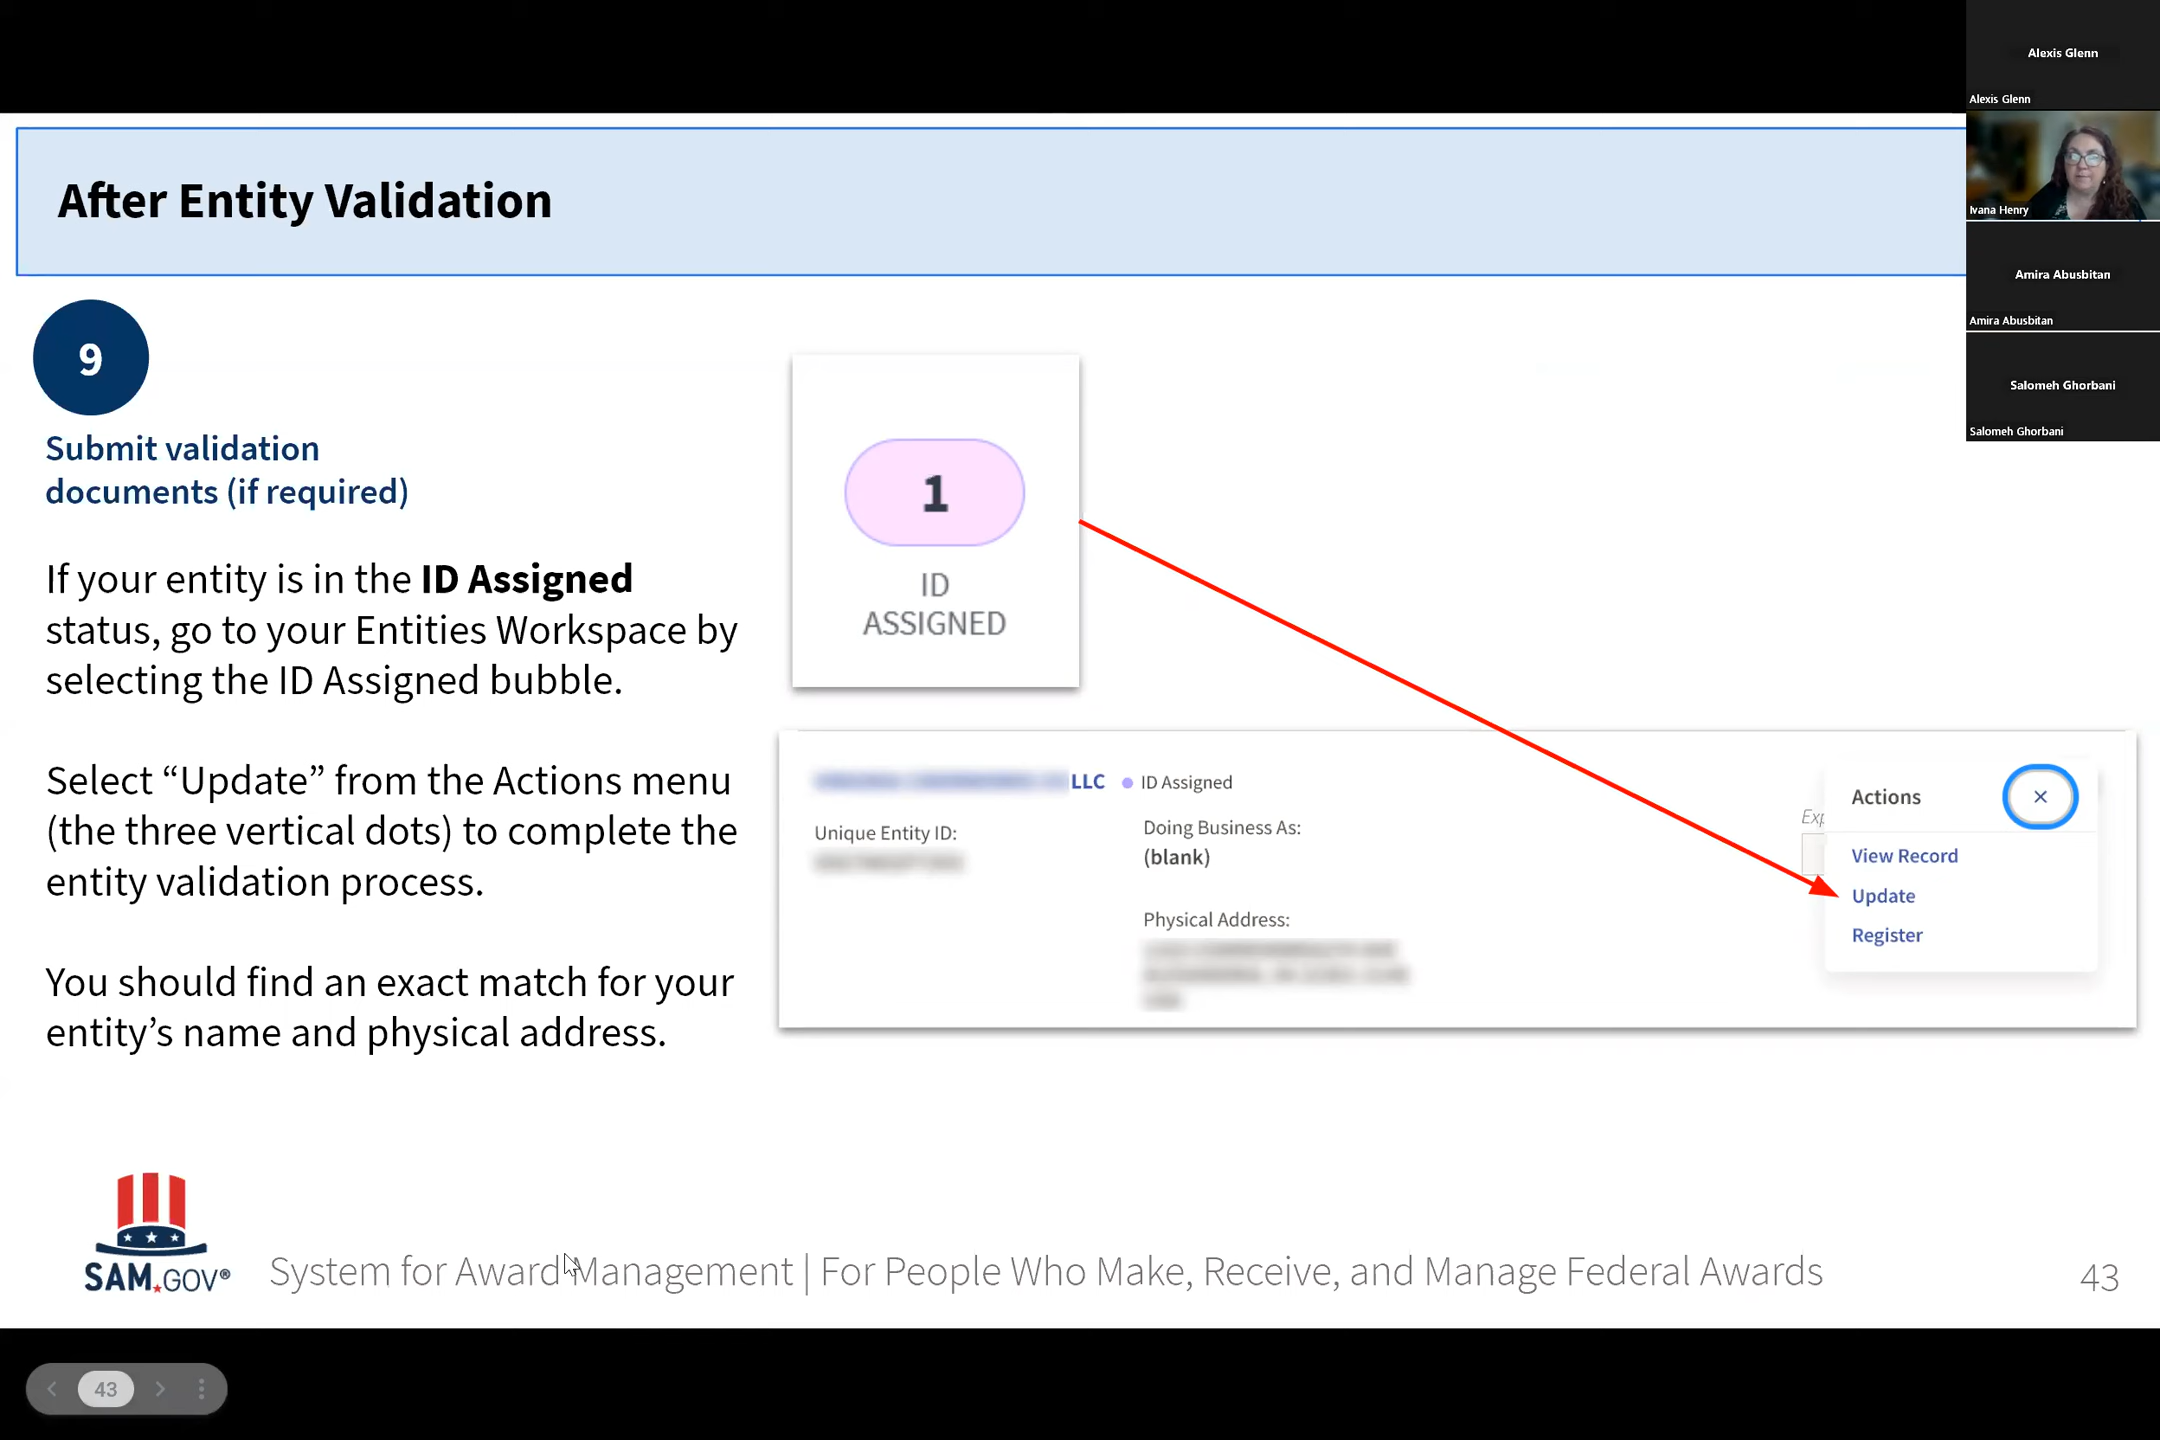 Alexis Glenn
Alexis Glenn
Ivana Henry
Amira Abusbitan
Amira Abusbitan
Salomeh Ghorbani
Salomeh Ghorbani
After Entity Validation
9
Submit validation
documents (if required)
If your entity is in the ID Assigned
status, go to your Entities Workspace by
selecting the ID Assigned bubble.
Select “Update” from the Actions menu
(the three vertical dots) to complete the
entity validation process.
You should find an exact match for your
entity’s name and physical address.
1
ID
ASSIGNED
LLC
ID Assigned
Unique Entity ID:
Doing Business As:
(blank)
Physical Address:
Actions
View Record
Update
Register
SAM.GOV®
System for Award Management | For People Who Make, Receive, and Manage Federal Awards
43
43